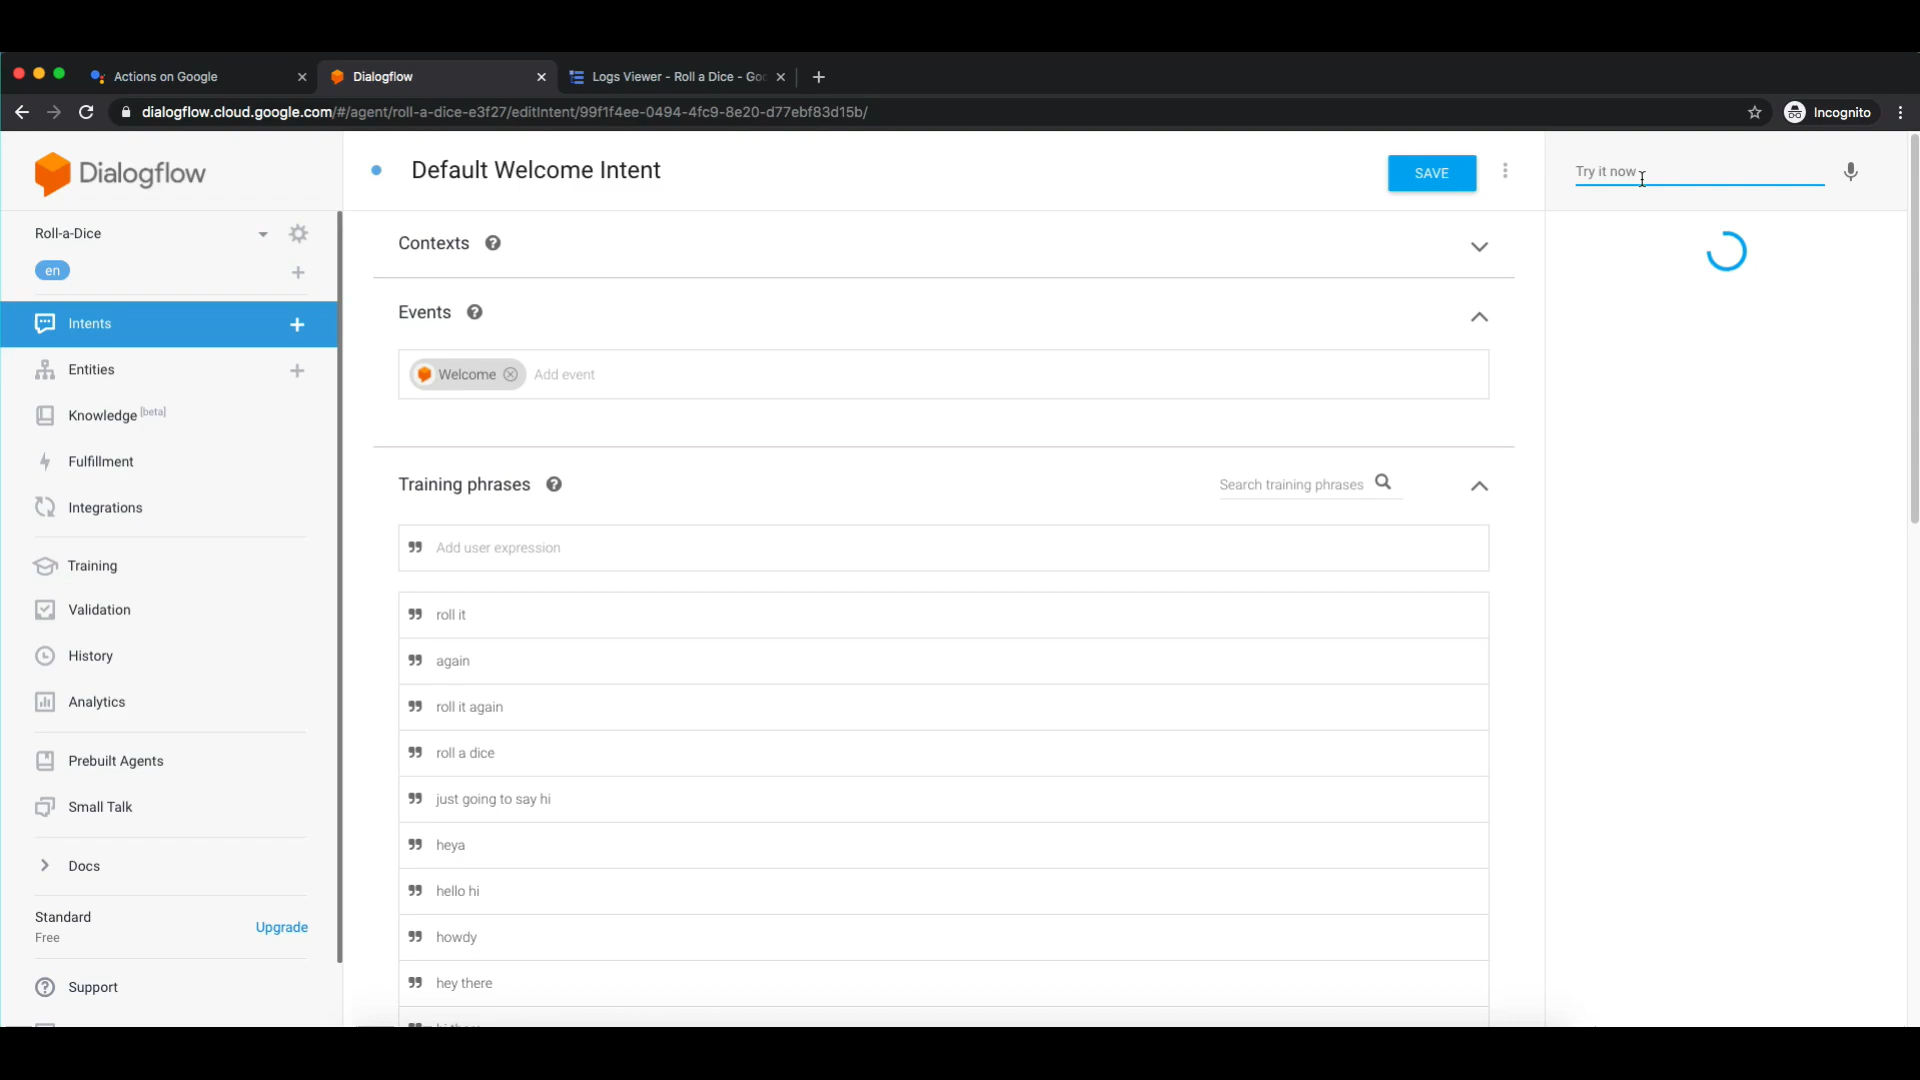 Actions on Google
Dialogflow
Logs Viewer - Roll a Dice - Goo
dialogflow.cloud.google.com/#/agent/roll-a-dice-e3f27/editIntent/99f1f4ee-0494-4fc9-8e20-d77ebf83d15b/
Incognito
Dialogflow
Default Welcome Intent
SAVE
Try it now
Roll-a-Dice
en
Intents
Entities
Knowledge [beta]
Fulfillment
Integrations
Training
Validation
History
Analytics
Prebuilt Agents
Small Talk
Docs
Standard
Free
Upgrade
Support
Contexts
Events
Welcome
Add event
Training phrases
Search training phrases
Add user expression
roll it
again
roll it again
roll a dice
just going to say hi
heya
hello hi
howdy
hey there